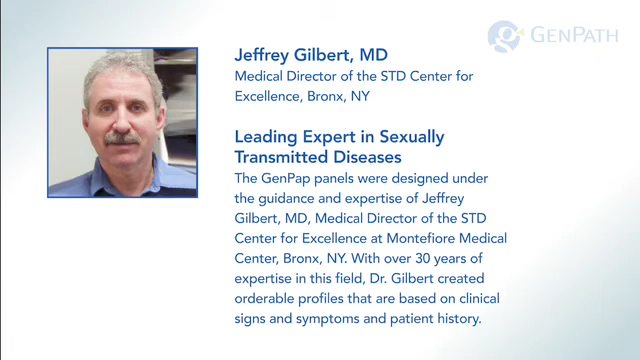 GENPATH
Jeffrey Gilbert, MD
Medical Director of the STD Center for
Excellence, Bronx, NY
Leading Expert in Sexually
Transmitted Diseases
The GenPap panels were designed under
the guidance and expertise of Jeffrey
Gilbert, MD, Medical Director of the STD
Center for Excellence at Montefiore Medical
Center, Bronx, NY. With over 30 years of
expertise in this field, Dr. Gilbert created
orderable profiles that are based on clinical
signs and symptoms and patient history.